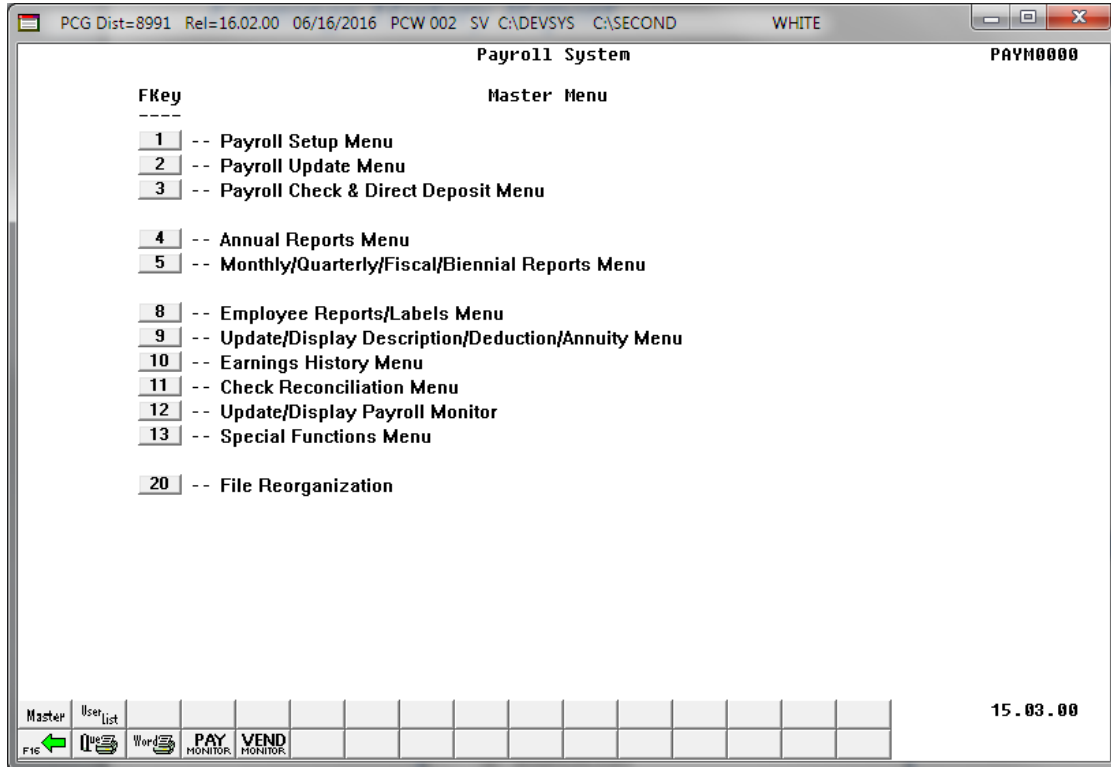 PCG Dist=8991 Rel=16.02.00 06/16/2016 PCW 002 SV C:\DEVSYS C:\SECOND WHITE
Payroll System PAYM0000
FKey Master Menu
----
1 -- Payroll Setup Menu
2 -- Payroll Update Menu
3 -- Payroll Check & Direct Deposit Menu
4 -- Annual Reports Menu
5 -- Monthly/Quarterly/Fiscal/Biennial Reports Menu
8 -- Employee Reports/Labels Menu
9 -- Update/Display Description/Deduction/Annuity Menu
10 -- Earnings History Menu
11 -- Check Reconciliation Menu
12 -- Update/Display Payroll Monitor
13 -- Special Functions Menu
20 -- File Reorganization
Master User List 15.03.00
F16 Que Word PAY MONITOR VEND MONITOR